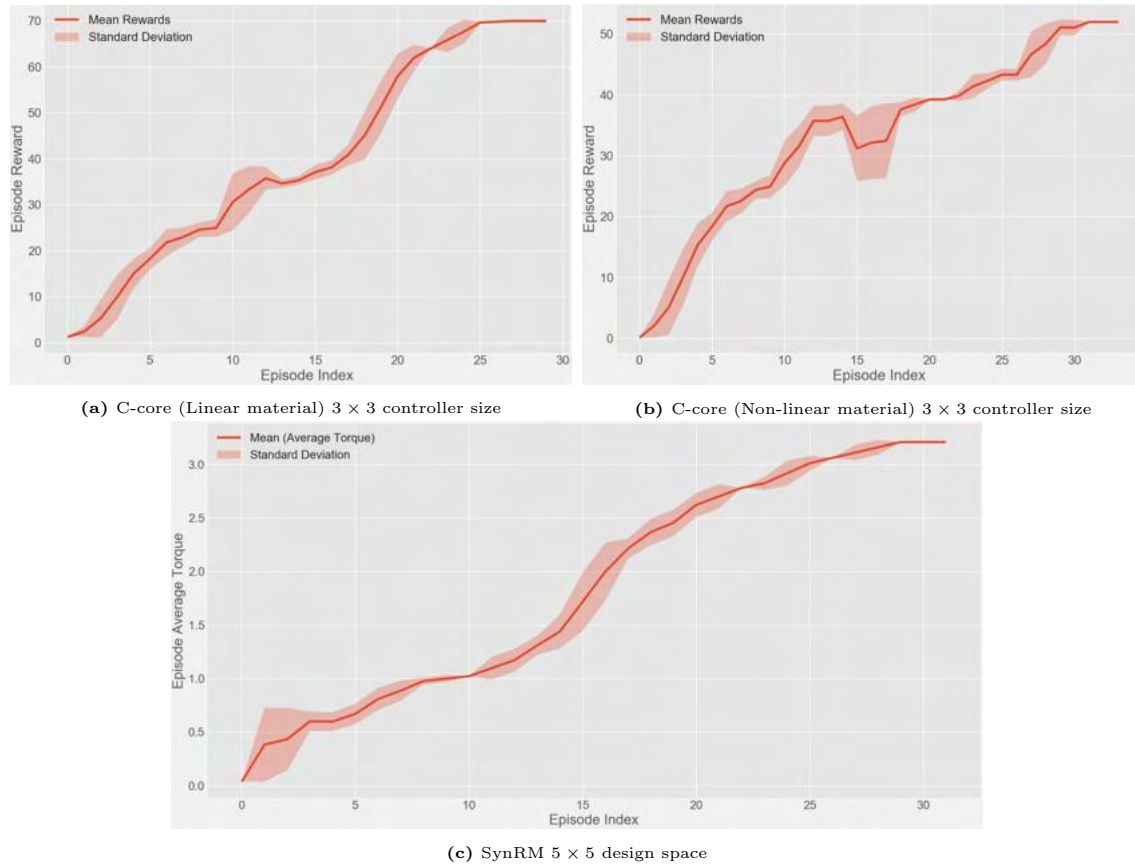 Mean Rewards
Standard Deviation
Episode Reward
70
60
50
40
30
20
10
0
0 5 10 15 20 25 30
Episode Index
(a) C-core (Linear material) 3 × 3 controller size
Mean Rewards
Standard Deviation
Episode Reward
50
40
30
20
10
0
0 5 10 15 20 25 30
Episode Index
(b) C-core (Non-linear material) 3 × 3 controller size
Mean (Average Torque)
Standard Deviation
Episode Average Torque
3.0
2.5
2.0
1.5
1.0
0.5
0.0
0 5 10 15 20 25 30
Episode Index
(c) SynRM 5 × 5 design space